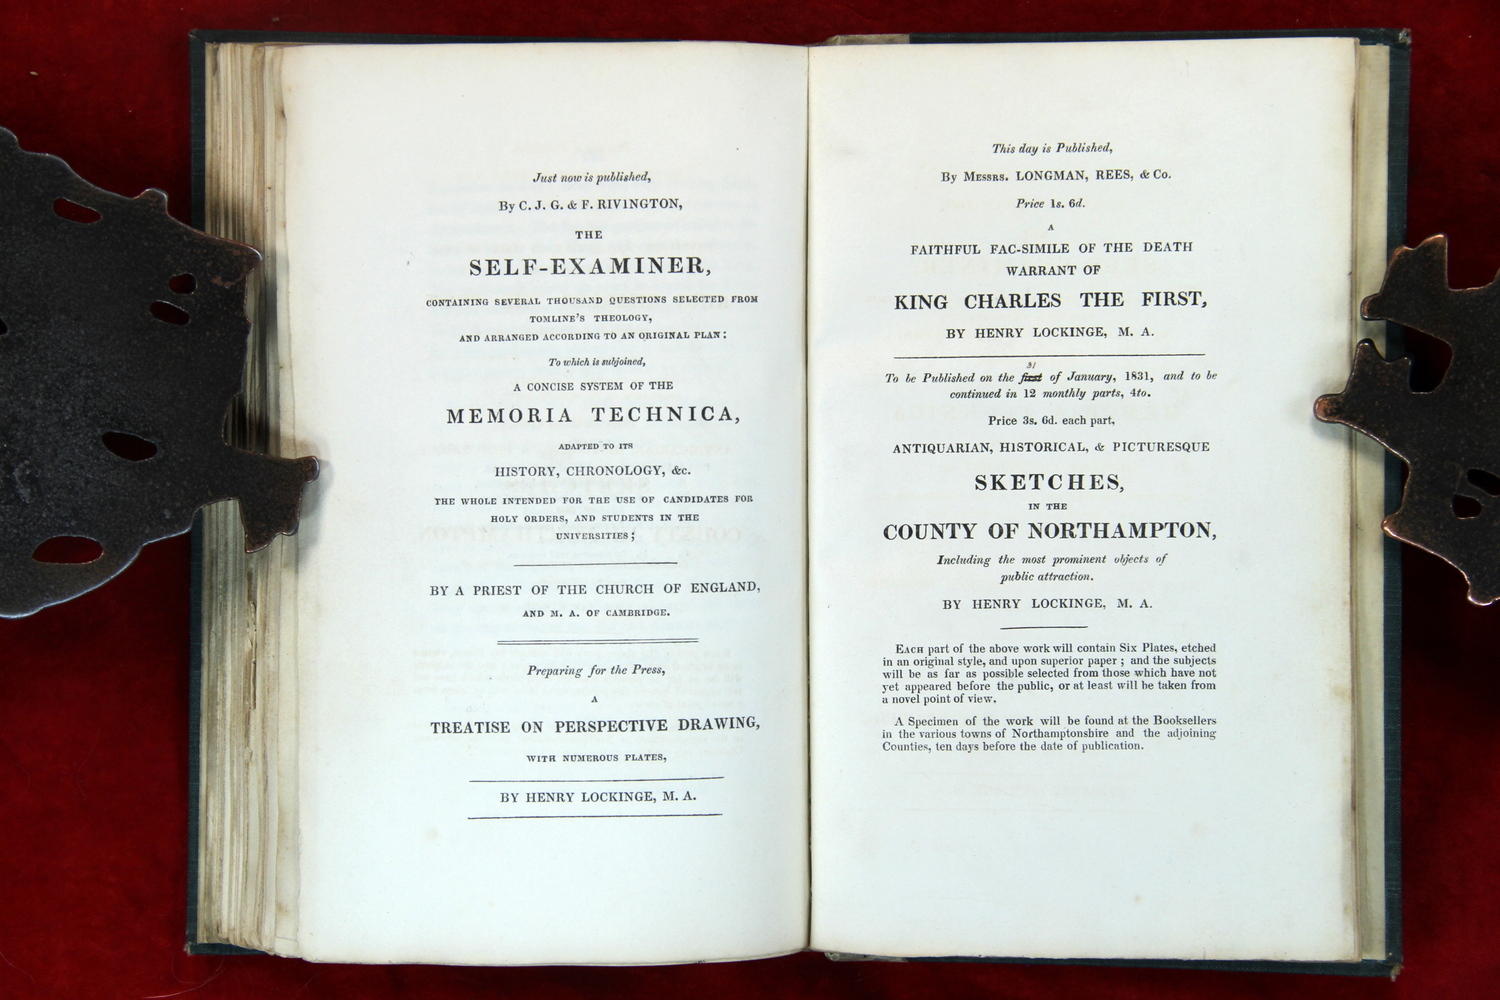 Just now is published,
By C. J. G. & F. RIVINGTON,
THE
SELF-EXAMINER,
CONTAINING SEVERAL THOUSAND QUESTIONS SELECTED FROM
TOMLINE'S THEOLOGY,
AND ARRANGED ACCORDING TO AN ORIGINAL PLAN:
To which is subjoined,
A CONCISE SYSTEM OF THE
MEMORIA TECHNICA,
ADAPTED TO ITS
HISTORY, CHRONOLOGY, &c.
THE WHOLE INTENDED FOR THE USE OF CANDIDATES FOR
HOLY ORDERS, AND STUDENTS IN THE
UNIVERSITIES;
BY A PRIEST OF THE CHURCH OF ENGLAND,
AND M. A. OF CAMBRIDGE.
Preparing for the Press,
A
TREATISE ON PERSPECTIVE DRAWING,
WITH NUMEROUS PLATES,
BY HENRY LOCKINGE, M. A.
This day is Published,
By MESSRS. LONGMAN, REES, & Co.
Price 1s. 6d.
A
FAITHFUL FAC-SIMILE OF THE DEATH
WARRANT OF
KING CHARLES THE FIRST,
BY HENRY LOCKINGE, M. A.
31
To be Published on the first of January, 1831, and to be
continued in 12 monthly parts, 4to.
Price 3s. 6d. each part,
ANTIQUARIAN, HISTORICAL, & PICTURESQUE
SKETCHES,
IN THE
COUNTY OF NORTHAMPTON,
Including the most prominent objects of
public attraction.
BY HENRY LOCKINGE, M. A.
EACH part of the above work will contain Six Plates, etched
in an original style, and upon superior paper; and the subjects
will be as far as possible selected from those which have not
yet appeared before the public, or at least will be taken from
a novel point of view.
A Specimen of the work will be found at the Booksellers
in the various towns of Northamptonshire and the adjoining
Counties, ten days before the date of publication.